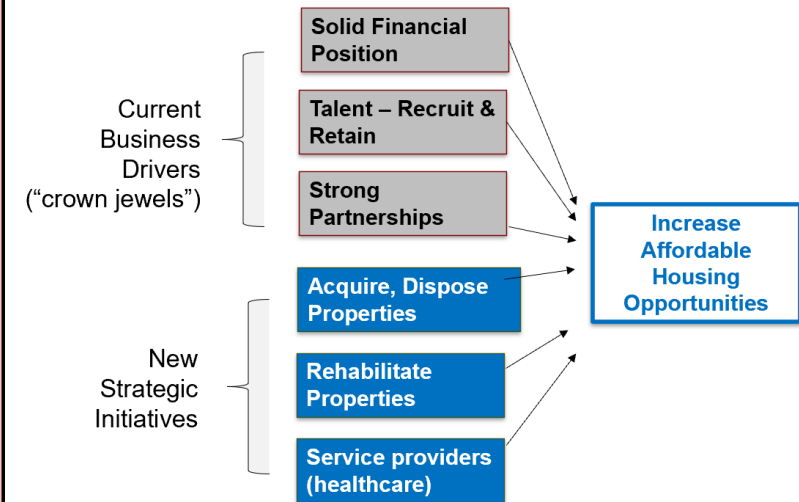 Solid Financial
Position
Current
Business
Drivers
(“crown jewels”)
Talent – Recruit &
Retain
Strong
Partnerships
Increase
Affordable
Housing
Opportunities
New
Strategic
Initiatives
Acquire, Dispose
Properties
Rehabilitate
Properties
Service providers
(healthcare)